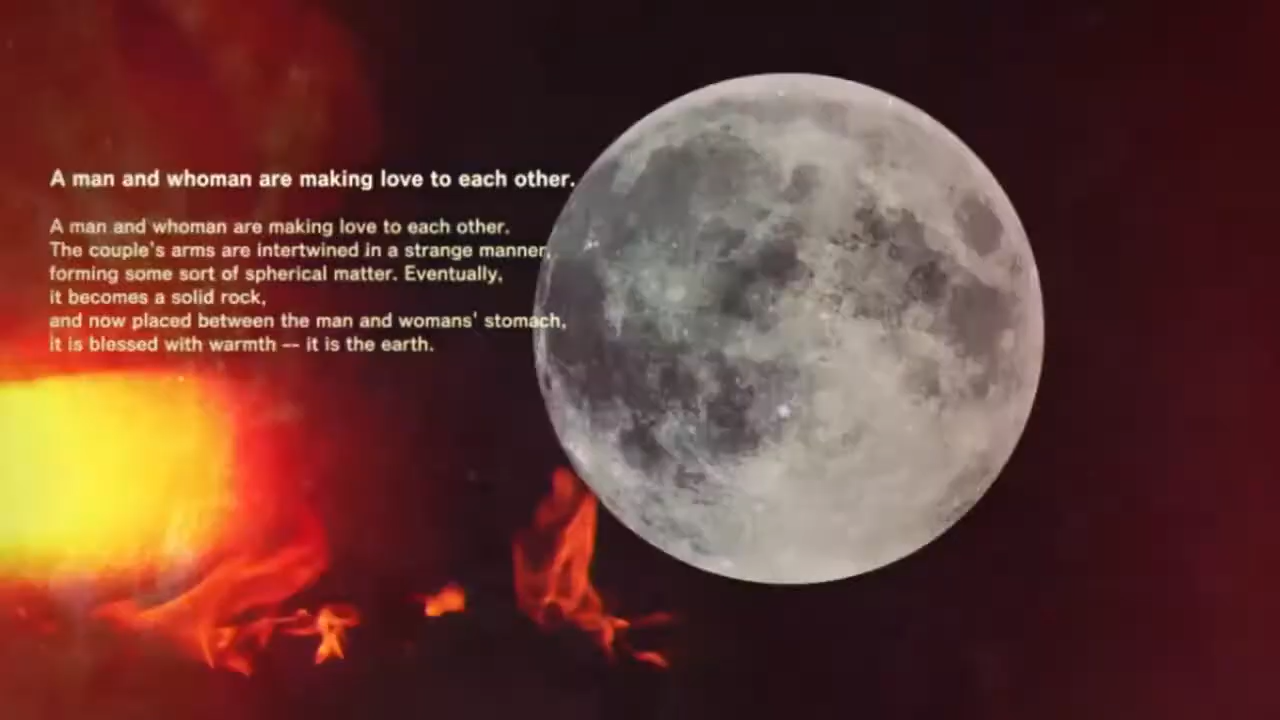 A man and whoman are making love to each other.
A man and whoman are making love to each other.
The couple's arms are intertwined in a strange manner,
forming some sort of spherical matter. Eventually,
it becomes a solid rock,
and now placed between the man and womans' stomach,
it is blessed with warmth -- it is the earth.